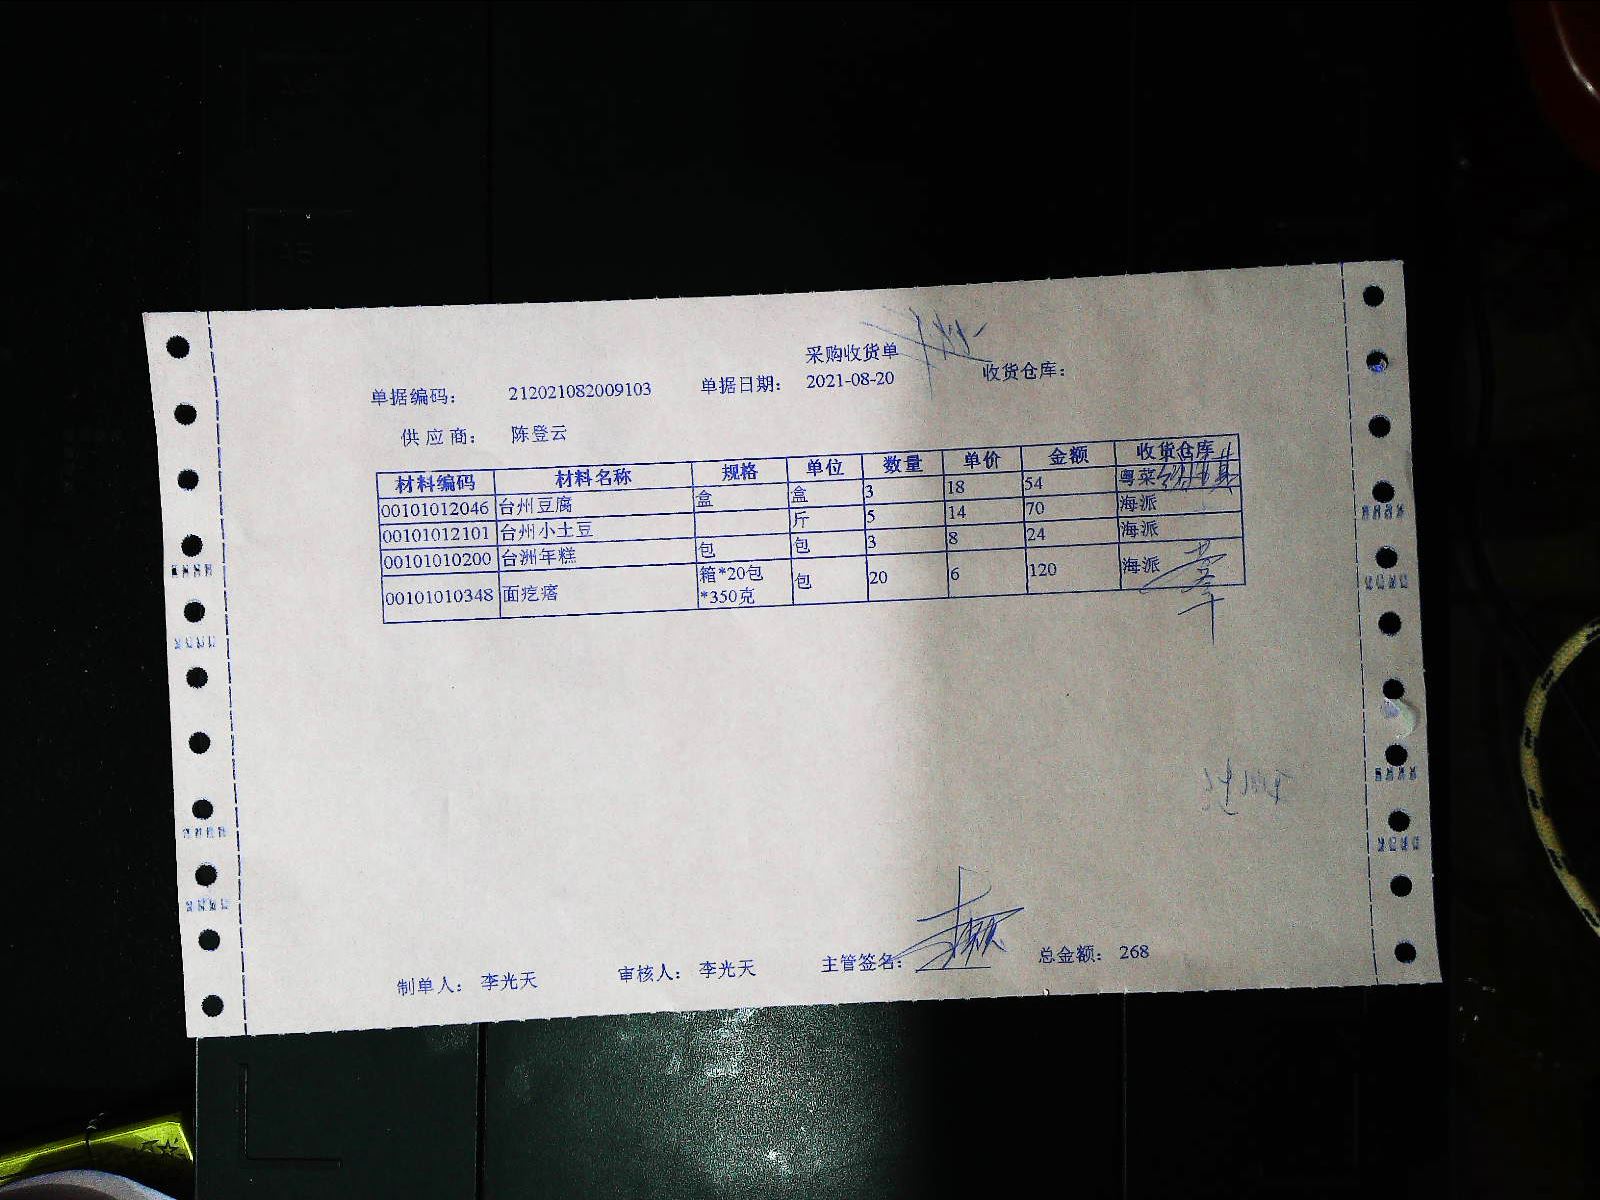 采购收货单
单据编码： 212021082009103 单据日期： 2021-08-20 收货仓库：
供应商： 陈登云
材料编码 材料名称 规格 单位 数量 单价 金额 收货仓库
00101012046 台州豆腐 盒 盒 3 18 54 粤菜
00101012101 台州小土豆 斤 5 14 70 海派
00101010200 台洲年糕 包 包 3 8 24 海派
00101010348 面疙瘩 箱*20包 包 20 6 120 海派
*350克
制单人： 李光天 审核人： 李光天 主管签名： 总金额： 268